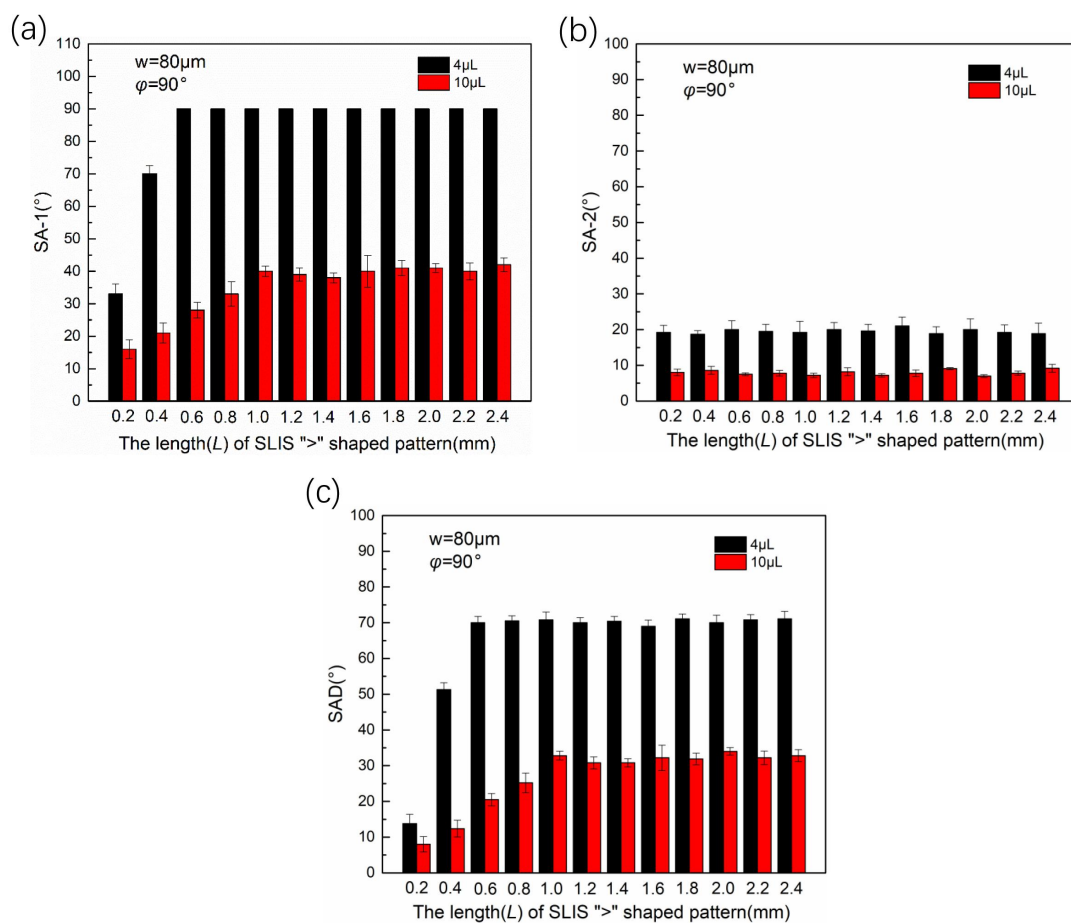 (a)
110
100
90
80
70
60
50
40
30
20
10
0
SA-1(°)
w=80μm
φ=90°
4μL
10μL
0.2 0.4 0.6 0.8 1.0 1.2 1.4 1.6 1.8 2.0 2.2 2.4
The length(L) of SLIS ">" shaped pattern(mm)
(b)
100
90
80
70
60
50
40
30
20
10
0
SA-2(°)
w=80μm
φ=90°
4μL
10μL
0.2 0.4 0.6 0.8 1.0 1.2 1.4 1.6 1.8 2.0 2.2 2.4
The length(L) of SLIS ">" shaped pattern(mm)
(c)
100
90
80
70
60
50
40
30
20
10
0
SAD(°)
w=80μm
φ=90°
4μL
10μL
0.2 0.4 0.6 0.8 1.0 1.2 1.4 1.6 1.8 2.0 2.2 2.4
The length(L) of SLIS ">" shaped pattern(mm)